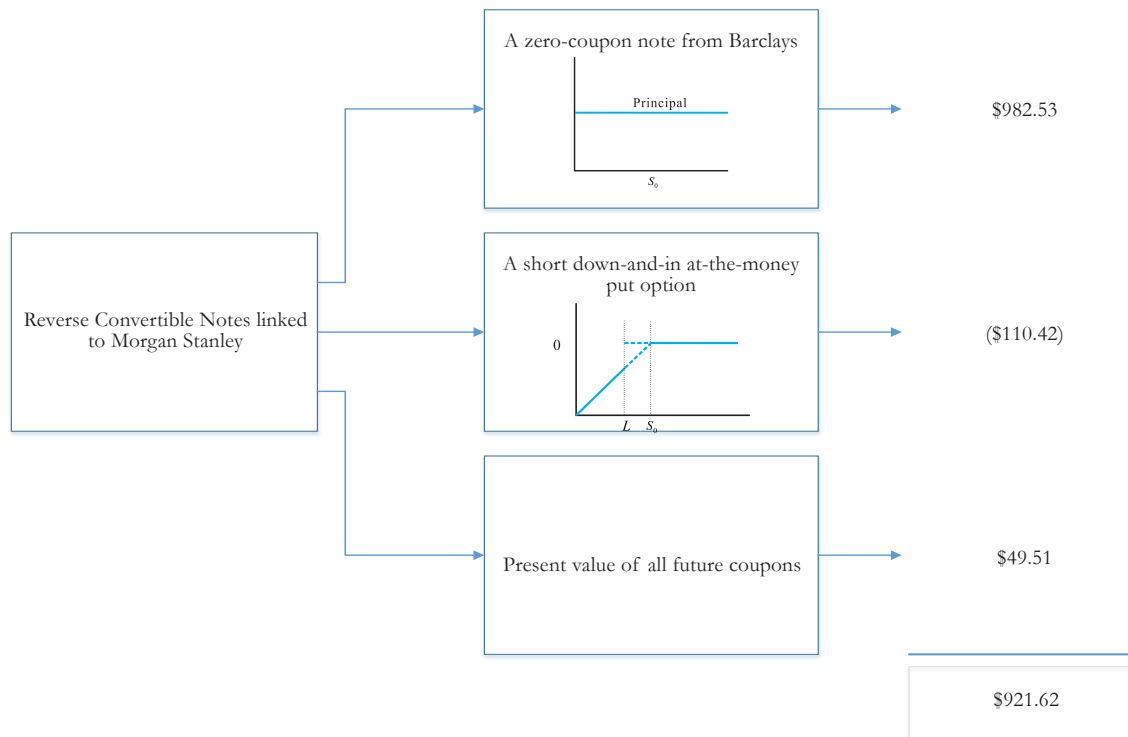 A zero-coupon note from Barclays
Principal
S₀
$982.53
Reverse Convertible Notes linked
to Morgan Stanley
A short down-and-in at-the-money
put option
0
L S₀
($110.42)
Present value of all future coupons
$49.51
$921.62